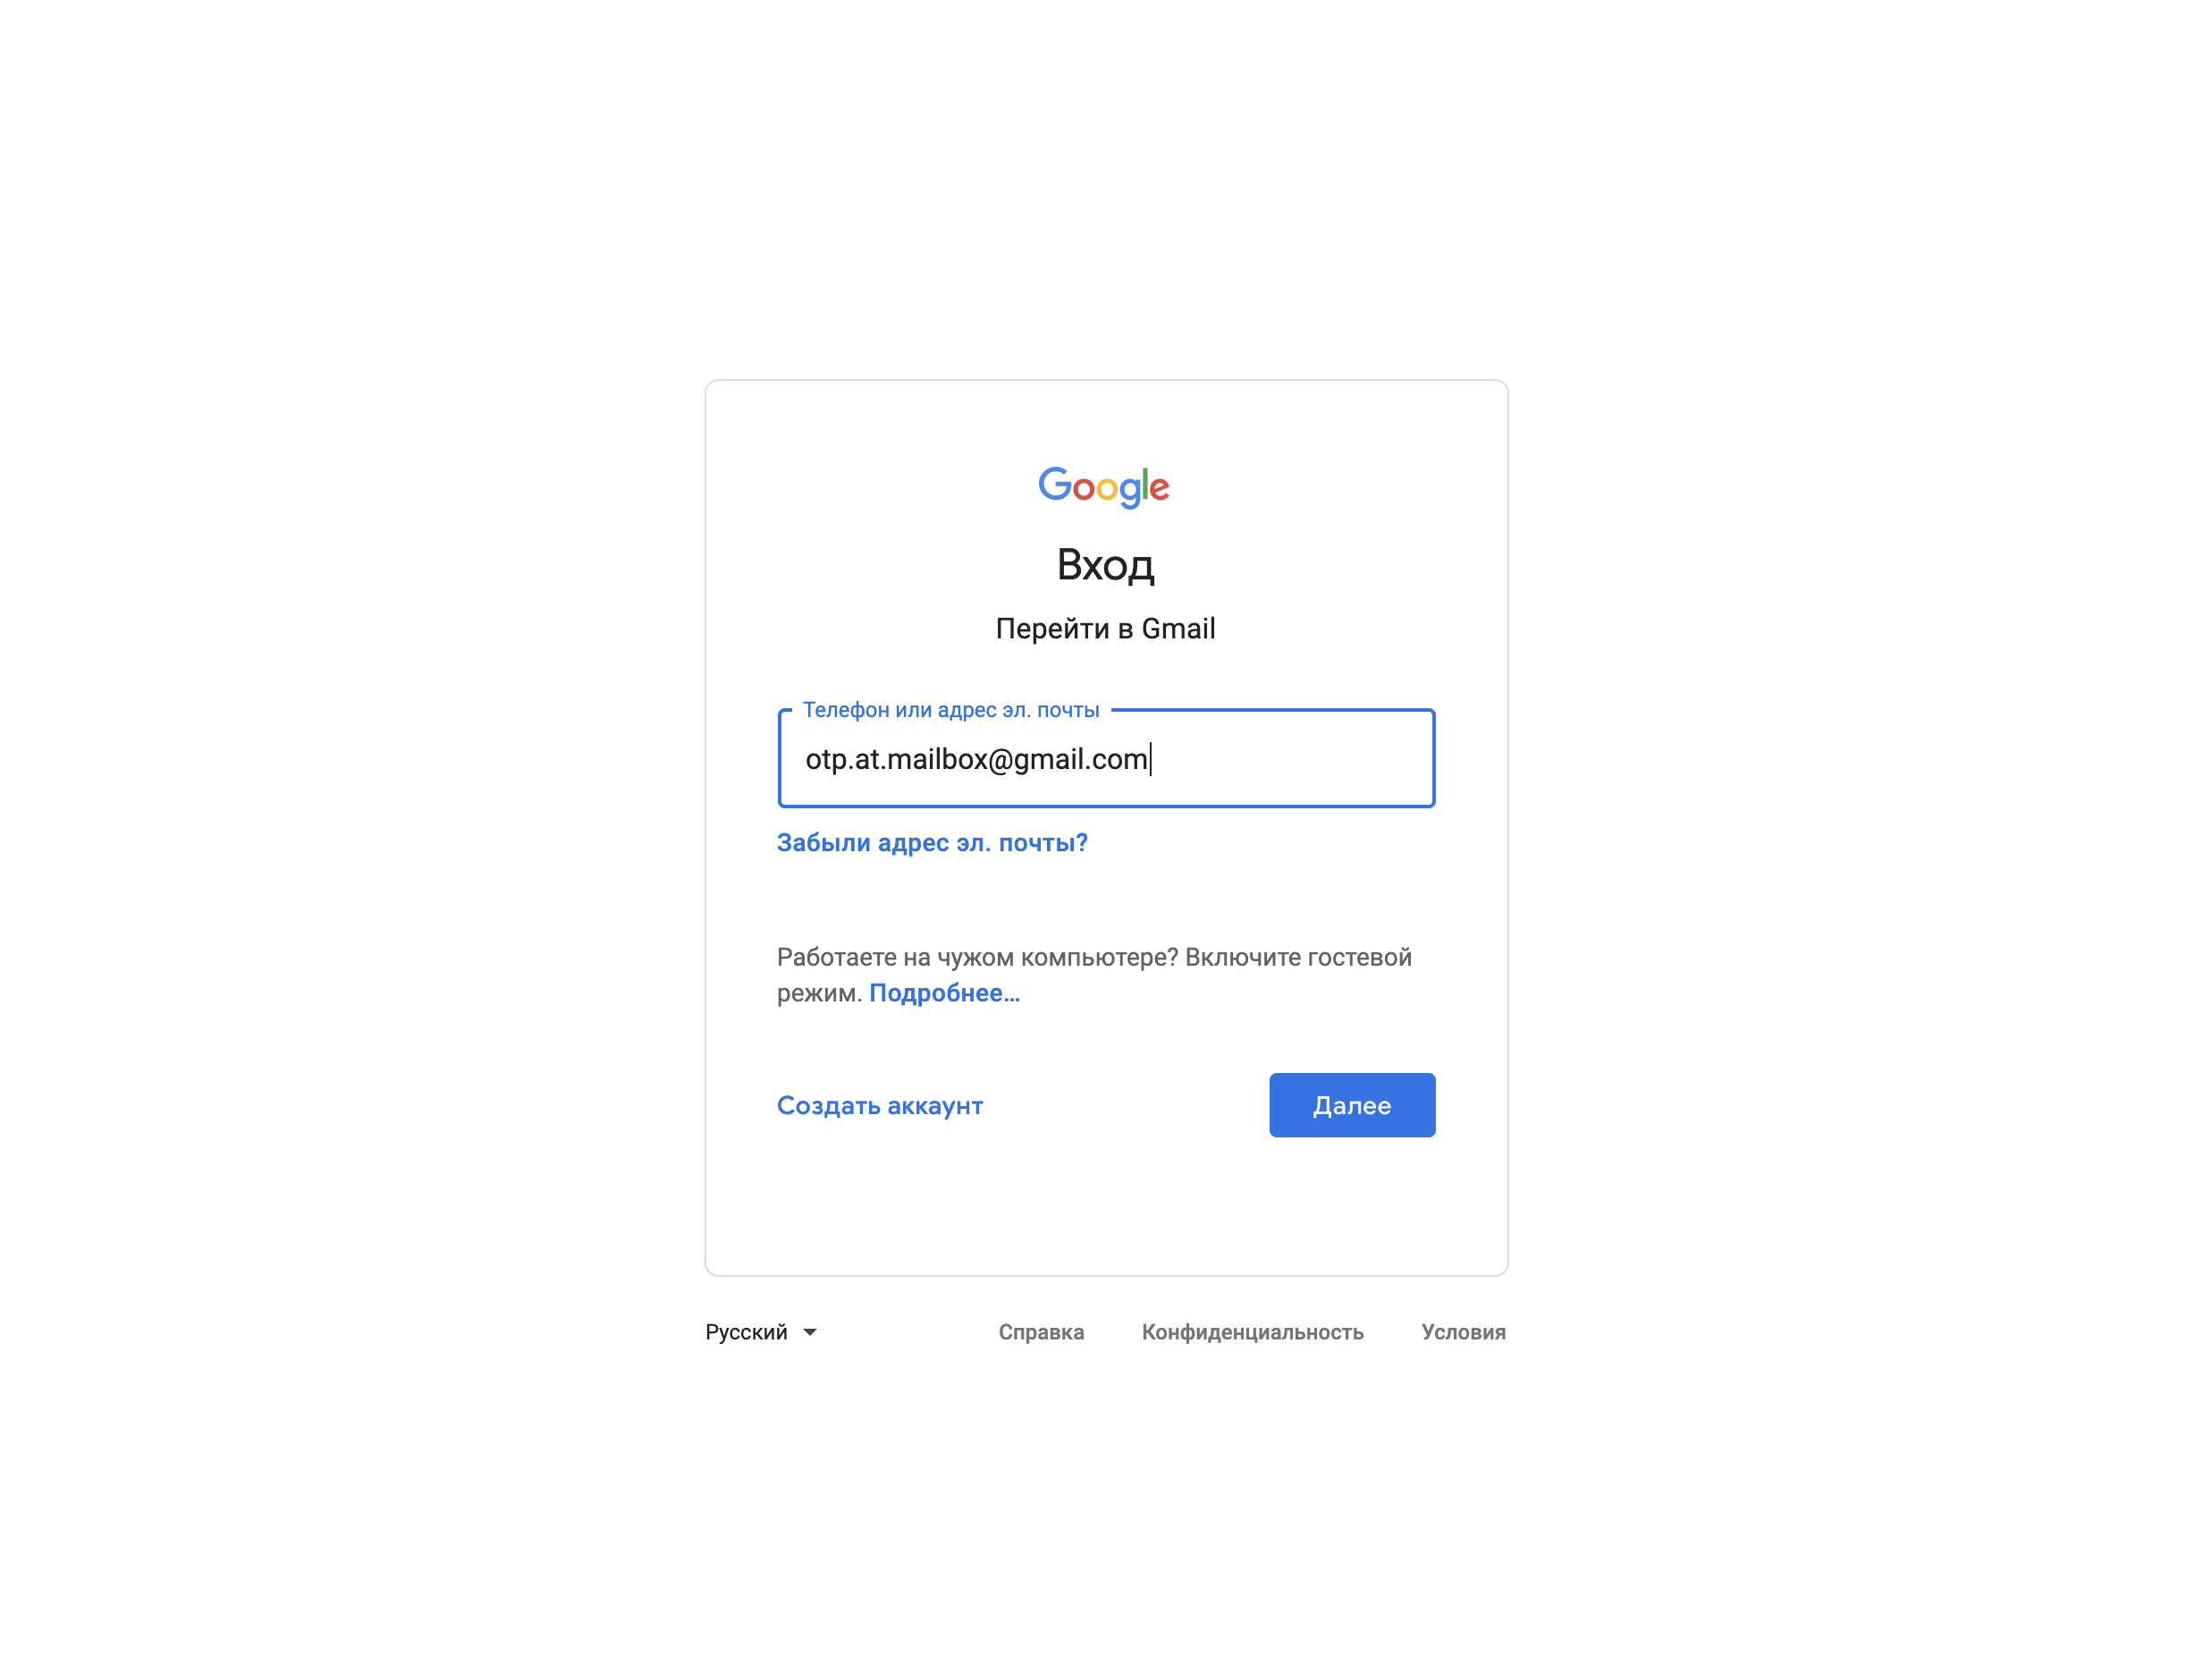 Google
Вход
Перейти в Gmail
Телефон или адрес эл. почты
otp.at.mailbox@gmail.com
Забыли адрес эл. почты?
Работаете на чужом компьютере? Включите гостевой
режим. Подробнее...
Создать аккаунт
Далее
Русский
Справка
Конфиденциальность
Условия